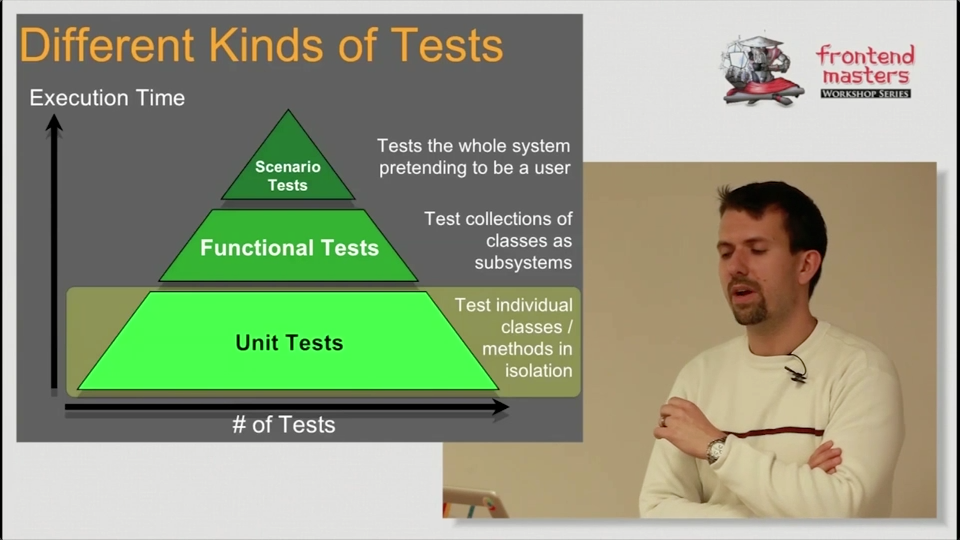 Different Kinds of Tests
Execution Time
Scenario
Tests
Tests the whole system
pretending to be a user
Functional Tests
Test collections of
classes as
subsystems
Unit Tests
Test individual
classes /
methods in
isolation
# of Tests
frontend
masters
WORKSHOP SERIES